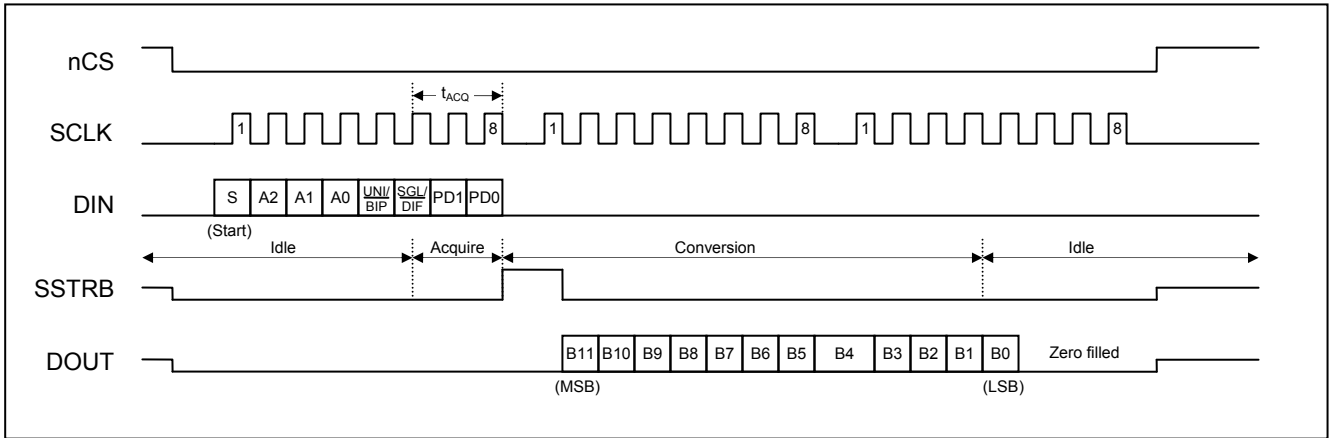 nCS
tACQ
SCLK 1 8 1 8 1 8
DIN S A2 A1 A0 UNI/BIP SGL/DIF PD1 PD0
(Start)
Idle Acquire Conversion Idle
SSTRB
DOUT B11 B10 B9 B8 B7 B6 B5 B4 B3 B2 B1 B0 Zero filled
(MSB) (LSB)